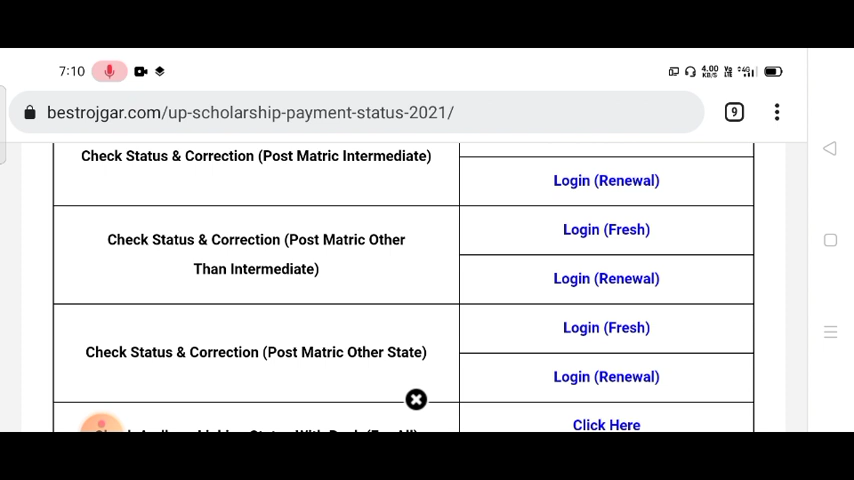 7:10
4.00 KB/S
4G
bestrojgar.com/up-scholarship-payment-status-2021/
9
Check Status & Correction (Post Matric Intermediate)
Login (Renewal)
Check Status & Correction (Post Matric Other
Than Intermediate)
Login (Fresh)
Login (Renewal)
Check Status & Correction (Post Matric Other State)
Login (Fresh)
Login (Renewal)
Click Here